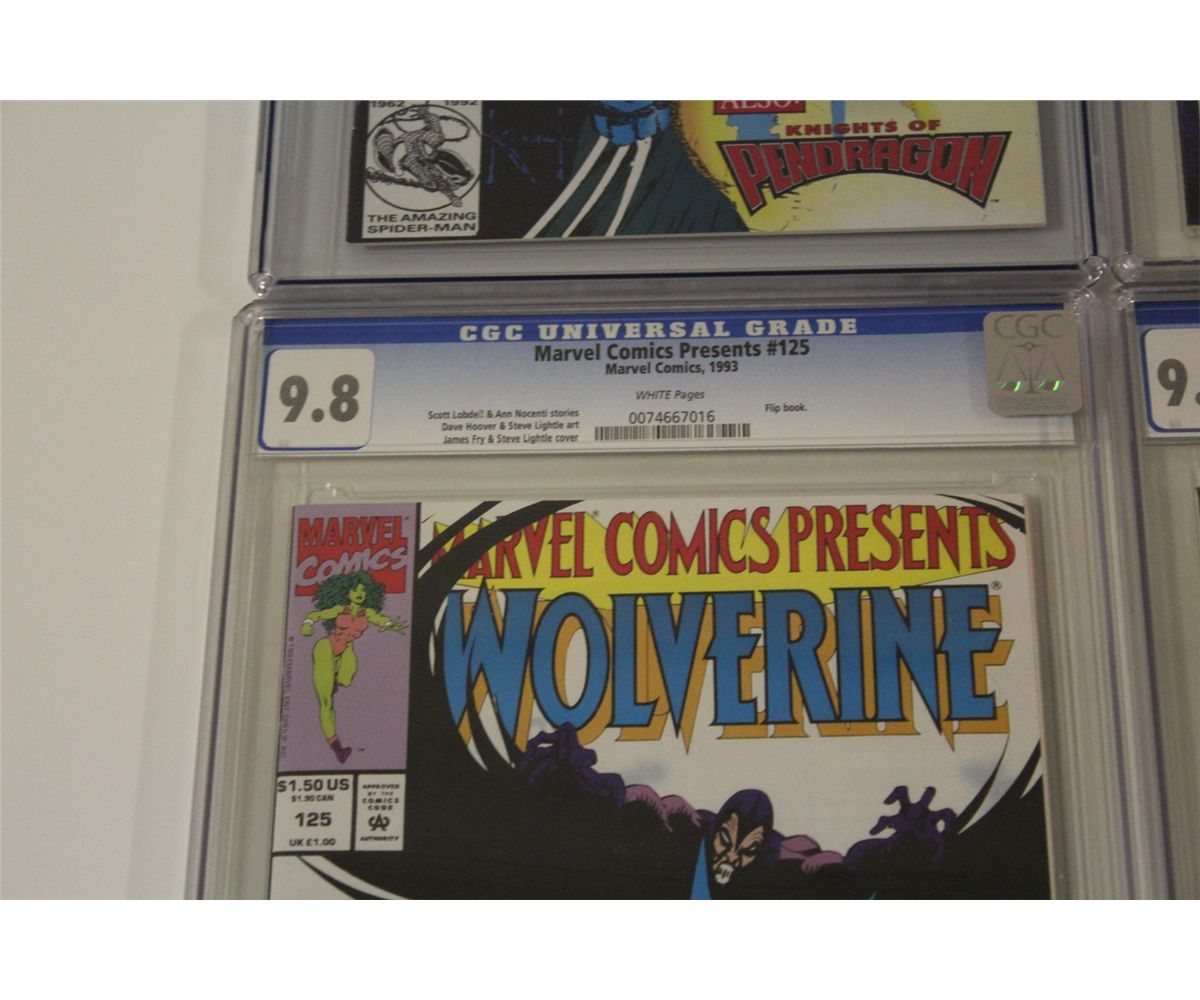 1962 1992
THE AMAZING
SPIDER-MAN
ALSO:
KNIGHTS OF
PENDRAGON
CGC UNIVERSAL GRADE
9.8
Marvel Comics Presents #125
Marvel Comics, 1993
WHITE Pages
Scott Lobdell & Ann Nocenti stories
Dave Hoover & Steve Lightle art
James Fry & Steve Lightle cover
0074667016
Flip book.
CGC
9.
MARVEL
COMICS
MARVEL COMICS PRESENTS
WOLVERINE
$1.50 US
$1.90 CAN
125
UK £1.00
APPROVED
BY THE
COMICS
CODE
AUTHORITY